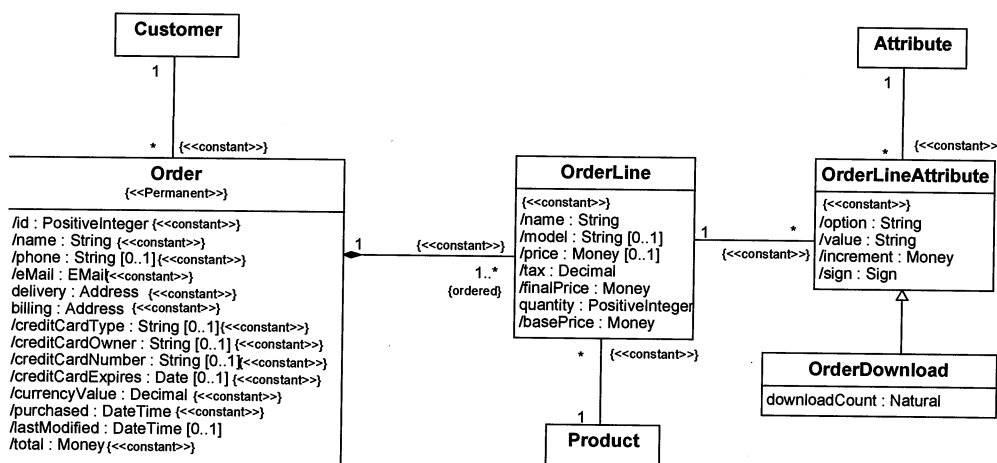 Customer
1
* {<<constant>>}
Order
{<<Permanent>>}
/id : PositiveInteger {<<constant>>}
/name : String {<<constant>>}
/phone : String [0..1] {<<constant>>}
/eMail : EMail {<<constant>>}
delivery : Address {<<constant>>}
billing : Address {<<constant>>}
/creditCardType : String [0..1] {<<constant>>}
/creditCardOwner : String [0..1] {<<constant>>}
/creditCardNumber : String [0..1] {<<constant>>}
/creditCardExpires : Date [0..1] {<<constant>>}
/currencyValue : Decimal {<<constant>>}
/purchased : DateTime {<<constant>>}
/lastModified : DateTime [0..1]
/total : Money {<<constant>>}
1 {<<constant>>}
1..*
{ordered}
OrderLine
{<<constant>>}
/name : String
/model : String [0..1]
/price : Money [0..1]
/tax : Decimal
/finalPrice : Money
quantity : PositiveInteger
/basePrice : Money
* {<<constant>>}
1
Product
1 *
{<<constant>>}
Attribute
1
* {<<constant>>
OrderLineAttribute
{<<constant>>}
/option : String
/value : String
/increment : Money
/sign : Sign
OrderDownload
downloadCount : Natural